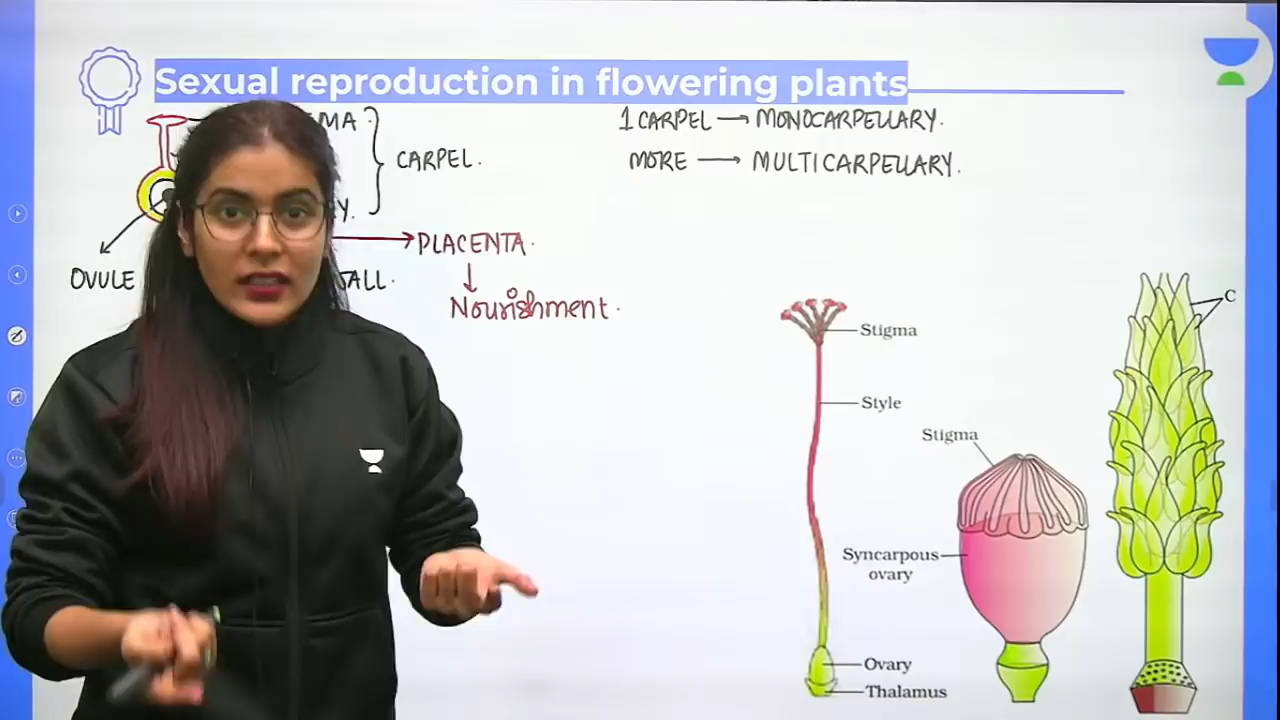 Sexual reproduction in flowering plants
CARPEL.
OVULE
PLACENTA.
Nourishment.
1 CARPEL → MONOCARPELLARY.
MORE → MULTICARPELLARY.
Stigma
Style
Ovary
Thalamus
Stigma
Syncarpous
ovary
C